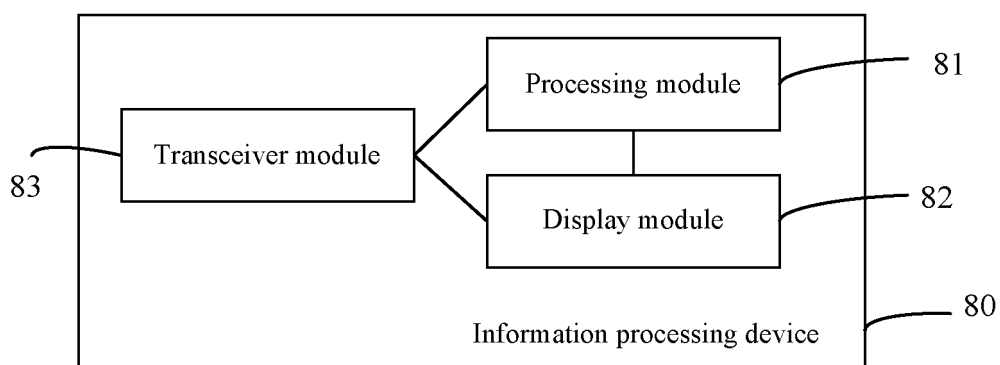 Processing module
81
Transceiver module
83
Display module
82
80
Information processing device